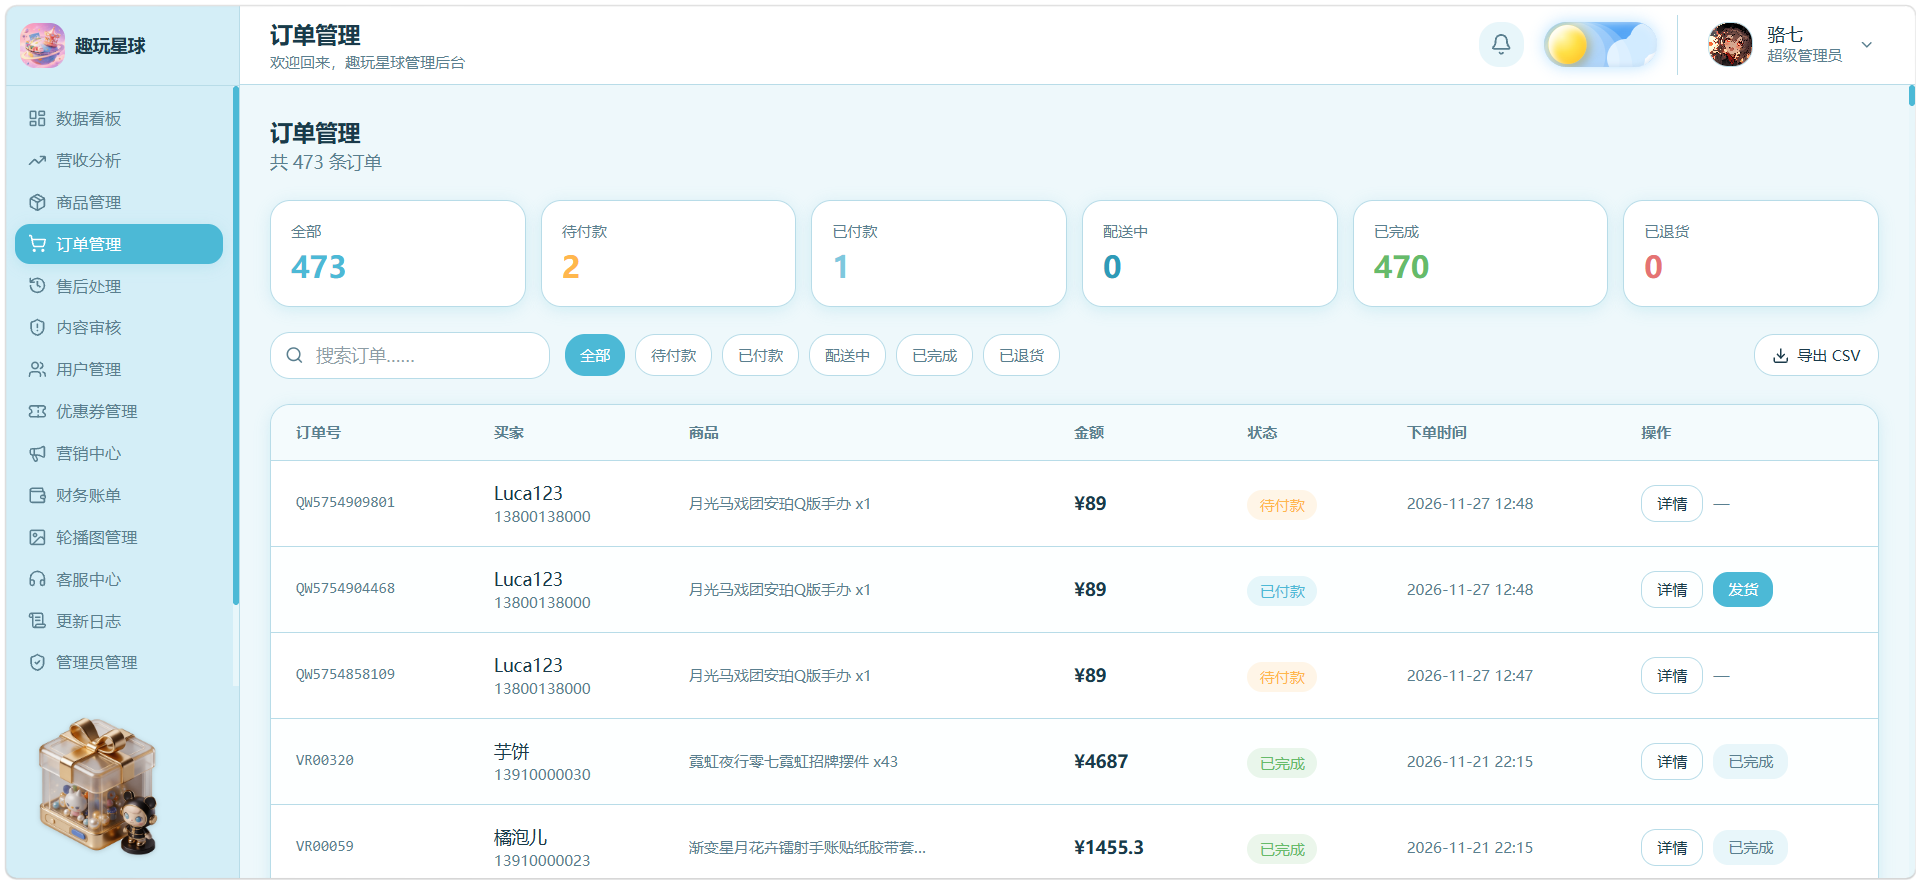 趣玩星球
订单管理
欢迎回来，趣玩星球管理后台
骆七
超级管理员
数据看板
营收分析
商品管理
订单管理
售后处理
内容审核
用户管理
优惠券管理
营销中心
财务账单
轮播图管理
客服中心
更新日志
管理员管理
订单管理
共 473 条订单
全部 待付款 已付款 配送中 已完成 已退货
473 2 1 0 470 0
搜索订单...... 全部 待付款 已付款 配送中 已完成 已退货 导出 CSV
订单号 买家 商品 金额 状态 下单时间 操作
QW5754909801 Luca123 月光马戏团安珀Q版手办 x1 ¥89 待付款 2026-11-27 12:48 详情 —
13800138000
QW5754904468 Luca123 月光马戏团安珀Q版手办 x1 ¥89 已付款 2026-11-27 12:48 详情 发货
13800138000
QW5754858109 Luca123 月光马戏团安珀Q版手办 x1 ¥89 待付款 2026-11-27 12:47 详情 —
13800138000
VR00320 芋饼 霓虹夜行零七霓虹招牌摆件 x43 ¥4687 已完成 2026-11-21 22:15 详情 已完成
13910000030
VR00059 橘泡儿 渐变星月花卉镭射手账贴纸胶带套... ¥1455.3 已完成 2026-11-21 22:15 详情 已完成
13910000023